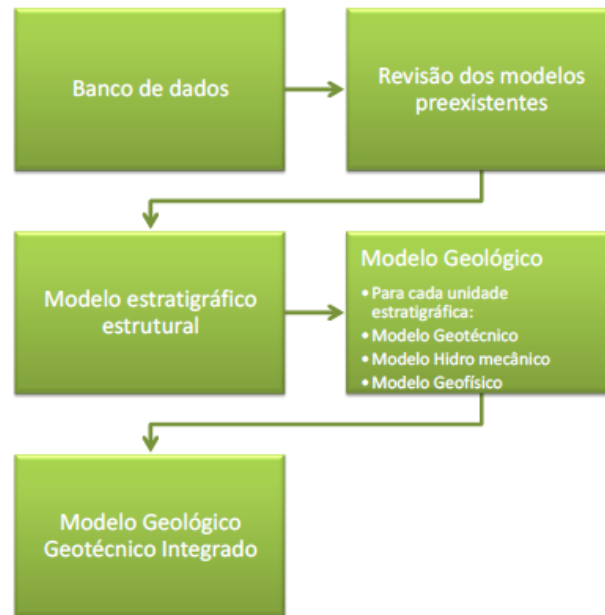 Banco de dados
Revisão dos modelos
preexistentes
Modelo estratigráfico
estrutural
Modelo Geológico
• Para cada unidade
estratigráfica:
• Modelo Geotécnico
• Modelo Hidro mecânico
• Modelo Geofísico
Modelo Geológico
Geotécnico Integrado